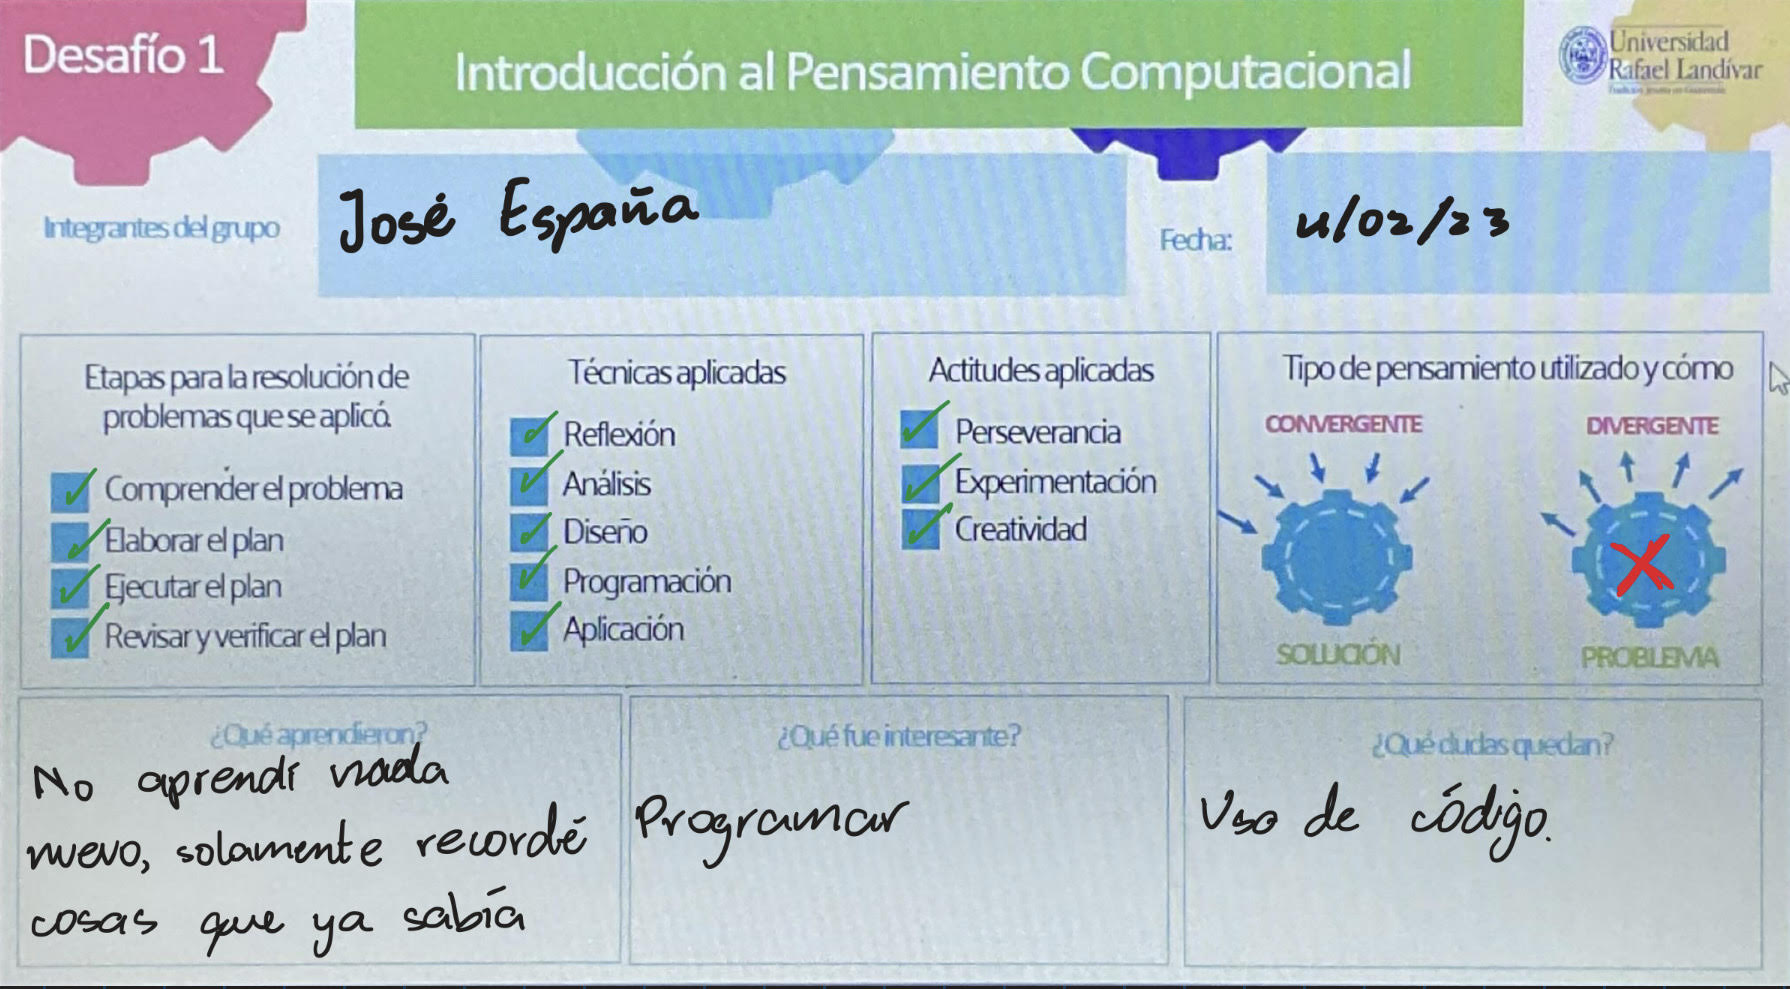 Desafío 1
Introducción al Pensamiento Computacional
Universidad
Rafael Landívar
Integrantes del grupo
José España
Fecha:
/02/23
Etapas para la resolución de
problemas que se aplicó.
Comprender el problema
Elaborar el plan
Ejecutar el plan
Revisar y verificar el plan
Técnicas aplicadas
Reflexión
Análisis
Diseño
Programación
Aplicación
Actitudes aplicadas
Perseverancia
Experimentación
Creatividad
Tipo de pensamiento utilizado y cómo
CONVERGENTE
SOLUCIÓN
DIVERGENTE
PROBLEMA
¿Qué aprendieron?
No aprendí nada
nuevo, solamente recordé
cosas que ya sabía
¿Qué fue interesante?
Programar
¿Qué dudas quedan?
Uso de código.